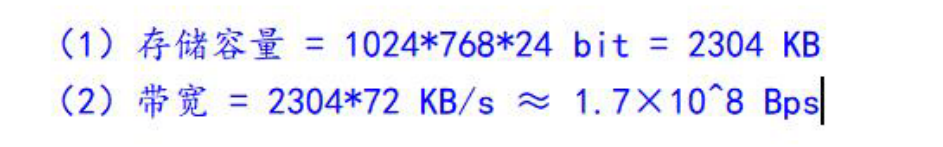 (1) 存储容量 = 1024*768*24 bit = 2304 KB
(2) 带宽 = 2304*72 KB/s ≈ 1.7×10^8 Bps